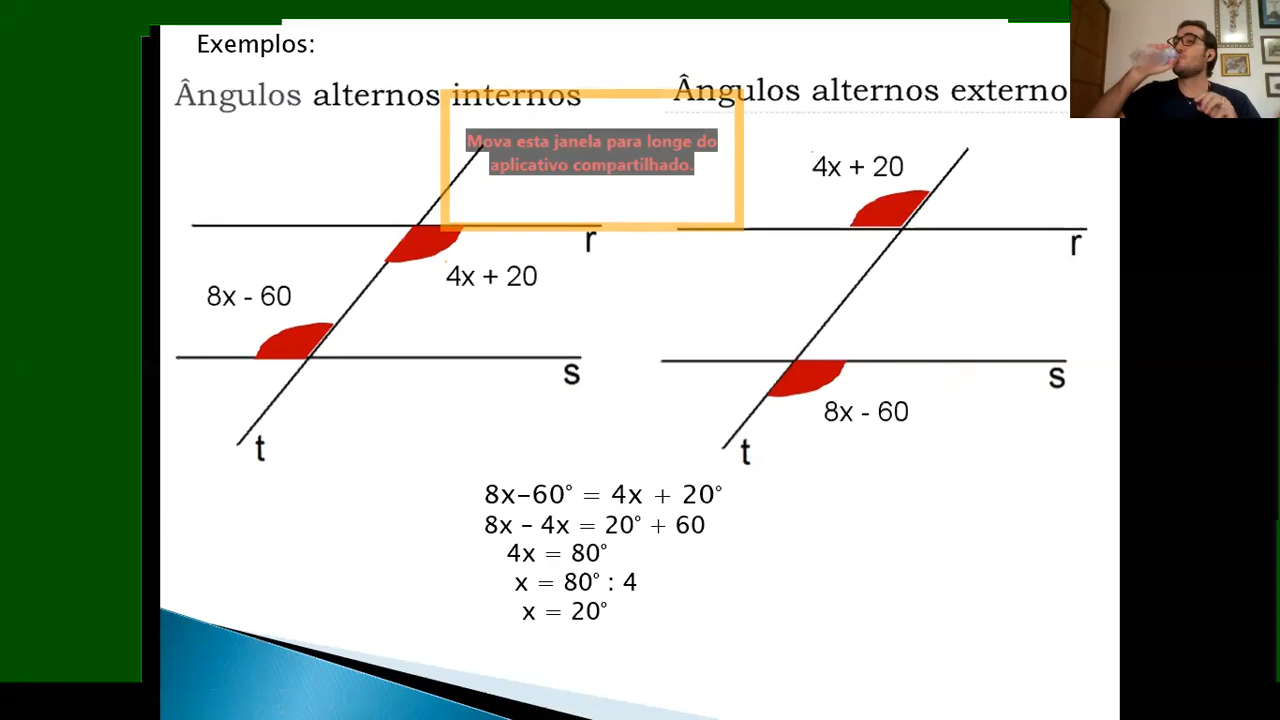 Exemplos:
Ângulos alternos internos
Ângulos alternos externo
Mova esta janela para longe do
aplicativo compartilhado.
4x + 20
r
4x + 20
8x - 60
s
t
r
s
8x - 60
t
8x-60° = 4x + 20°
8x - 4x = 20° + 60
4x = 80°
x = 80° : 4
x = 20°